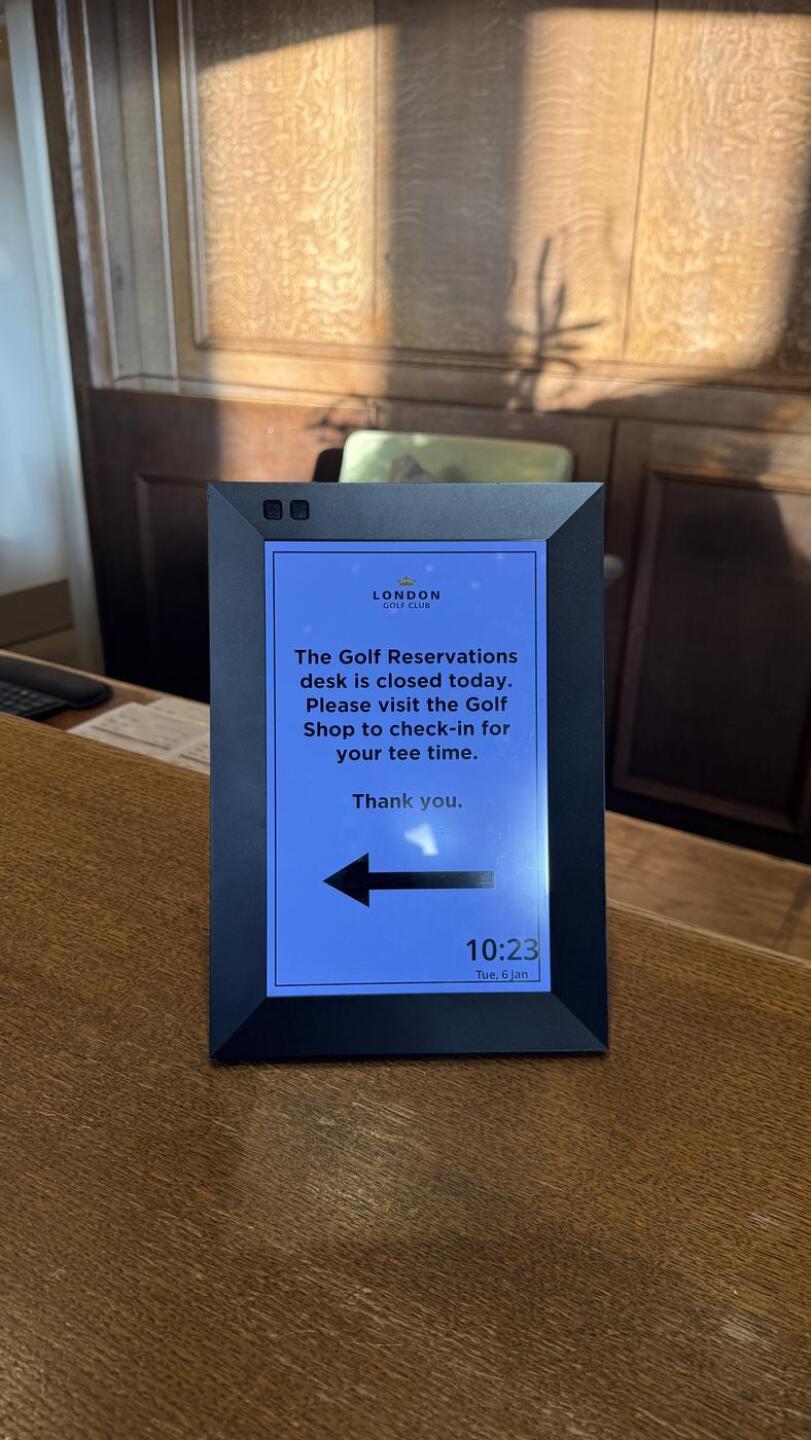 LONDON
GOLF CLUB
The Golf Reservations
desk is closed today.
Please visit the Golf
Shop to check-in for
your tee time.
Thank you.
10:23
Tue, 6 Jan